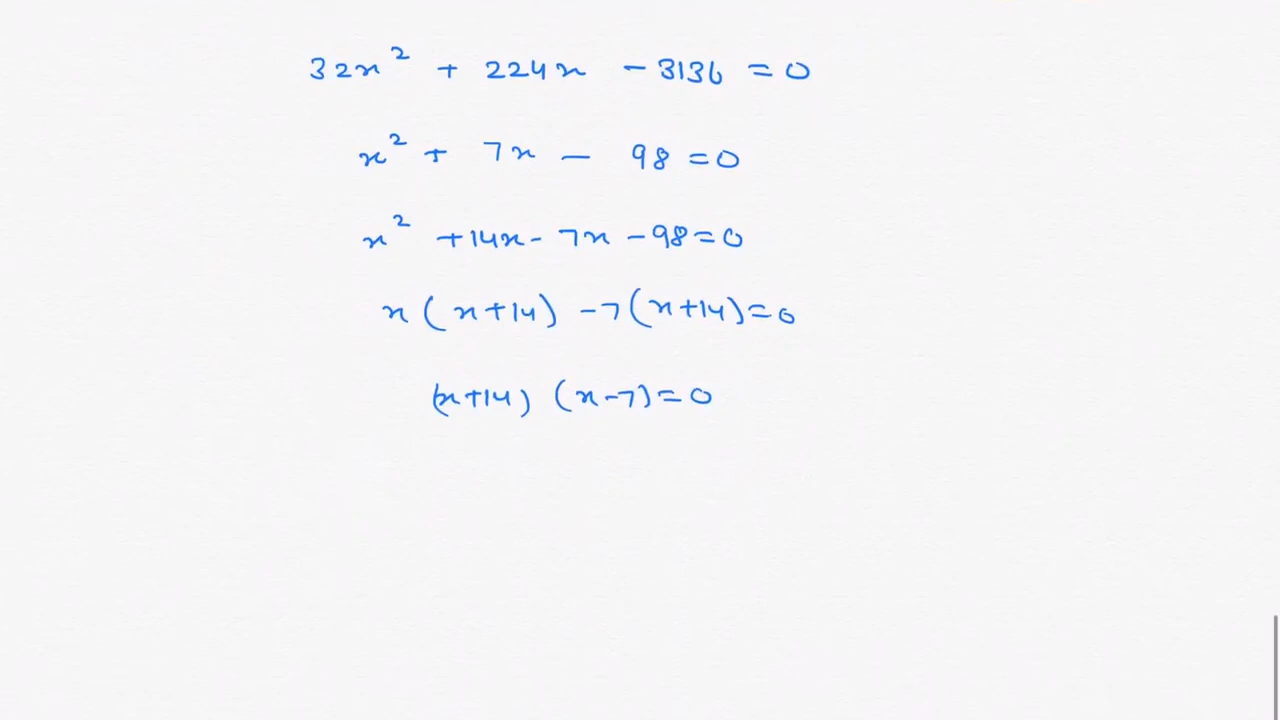 32x² + 224x - 3136 = 0
x² + 7x - 98 = 0
x² + 14x - 7x - 98 = 0
x(x+14) - 7(x+14) = 0
(x+14) (x-7) = 0